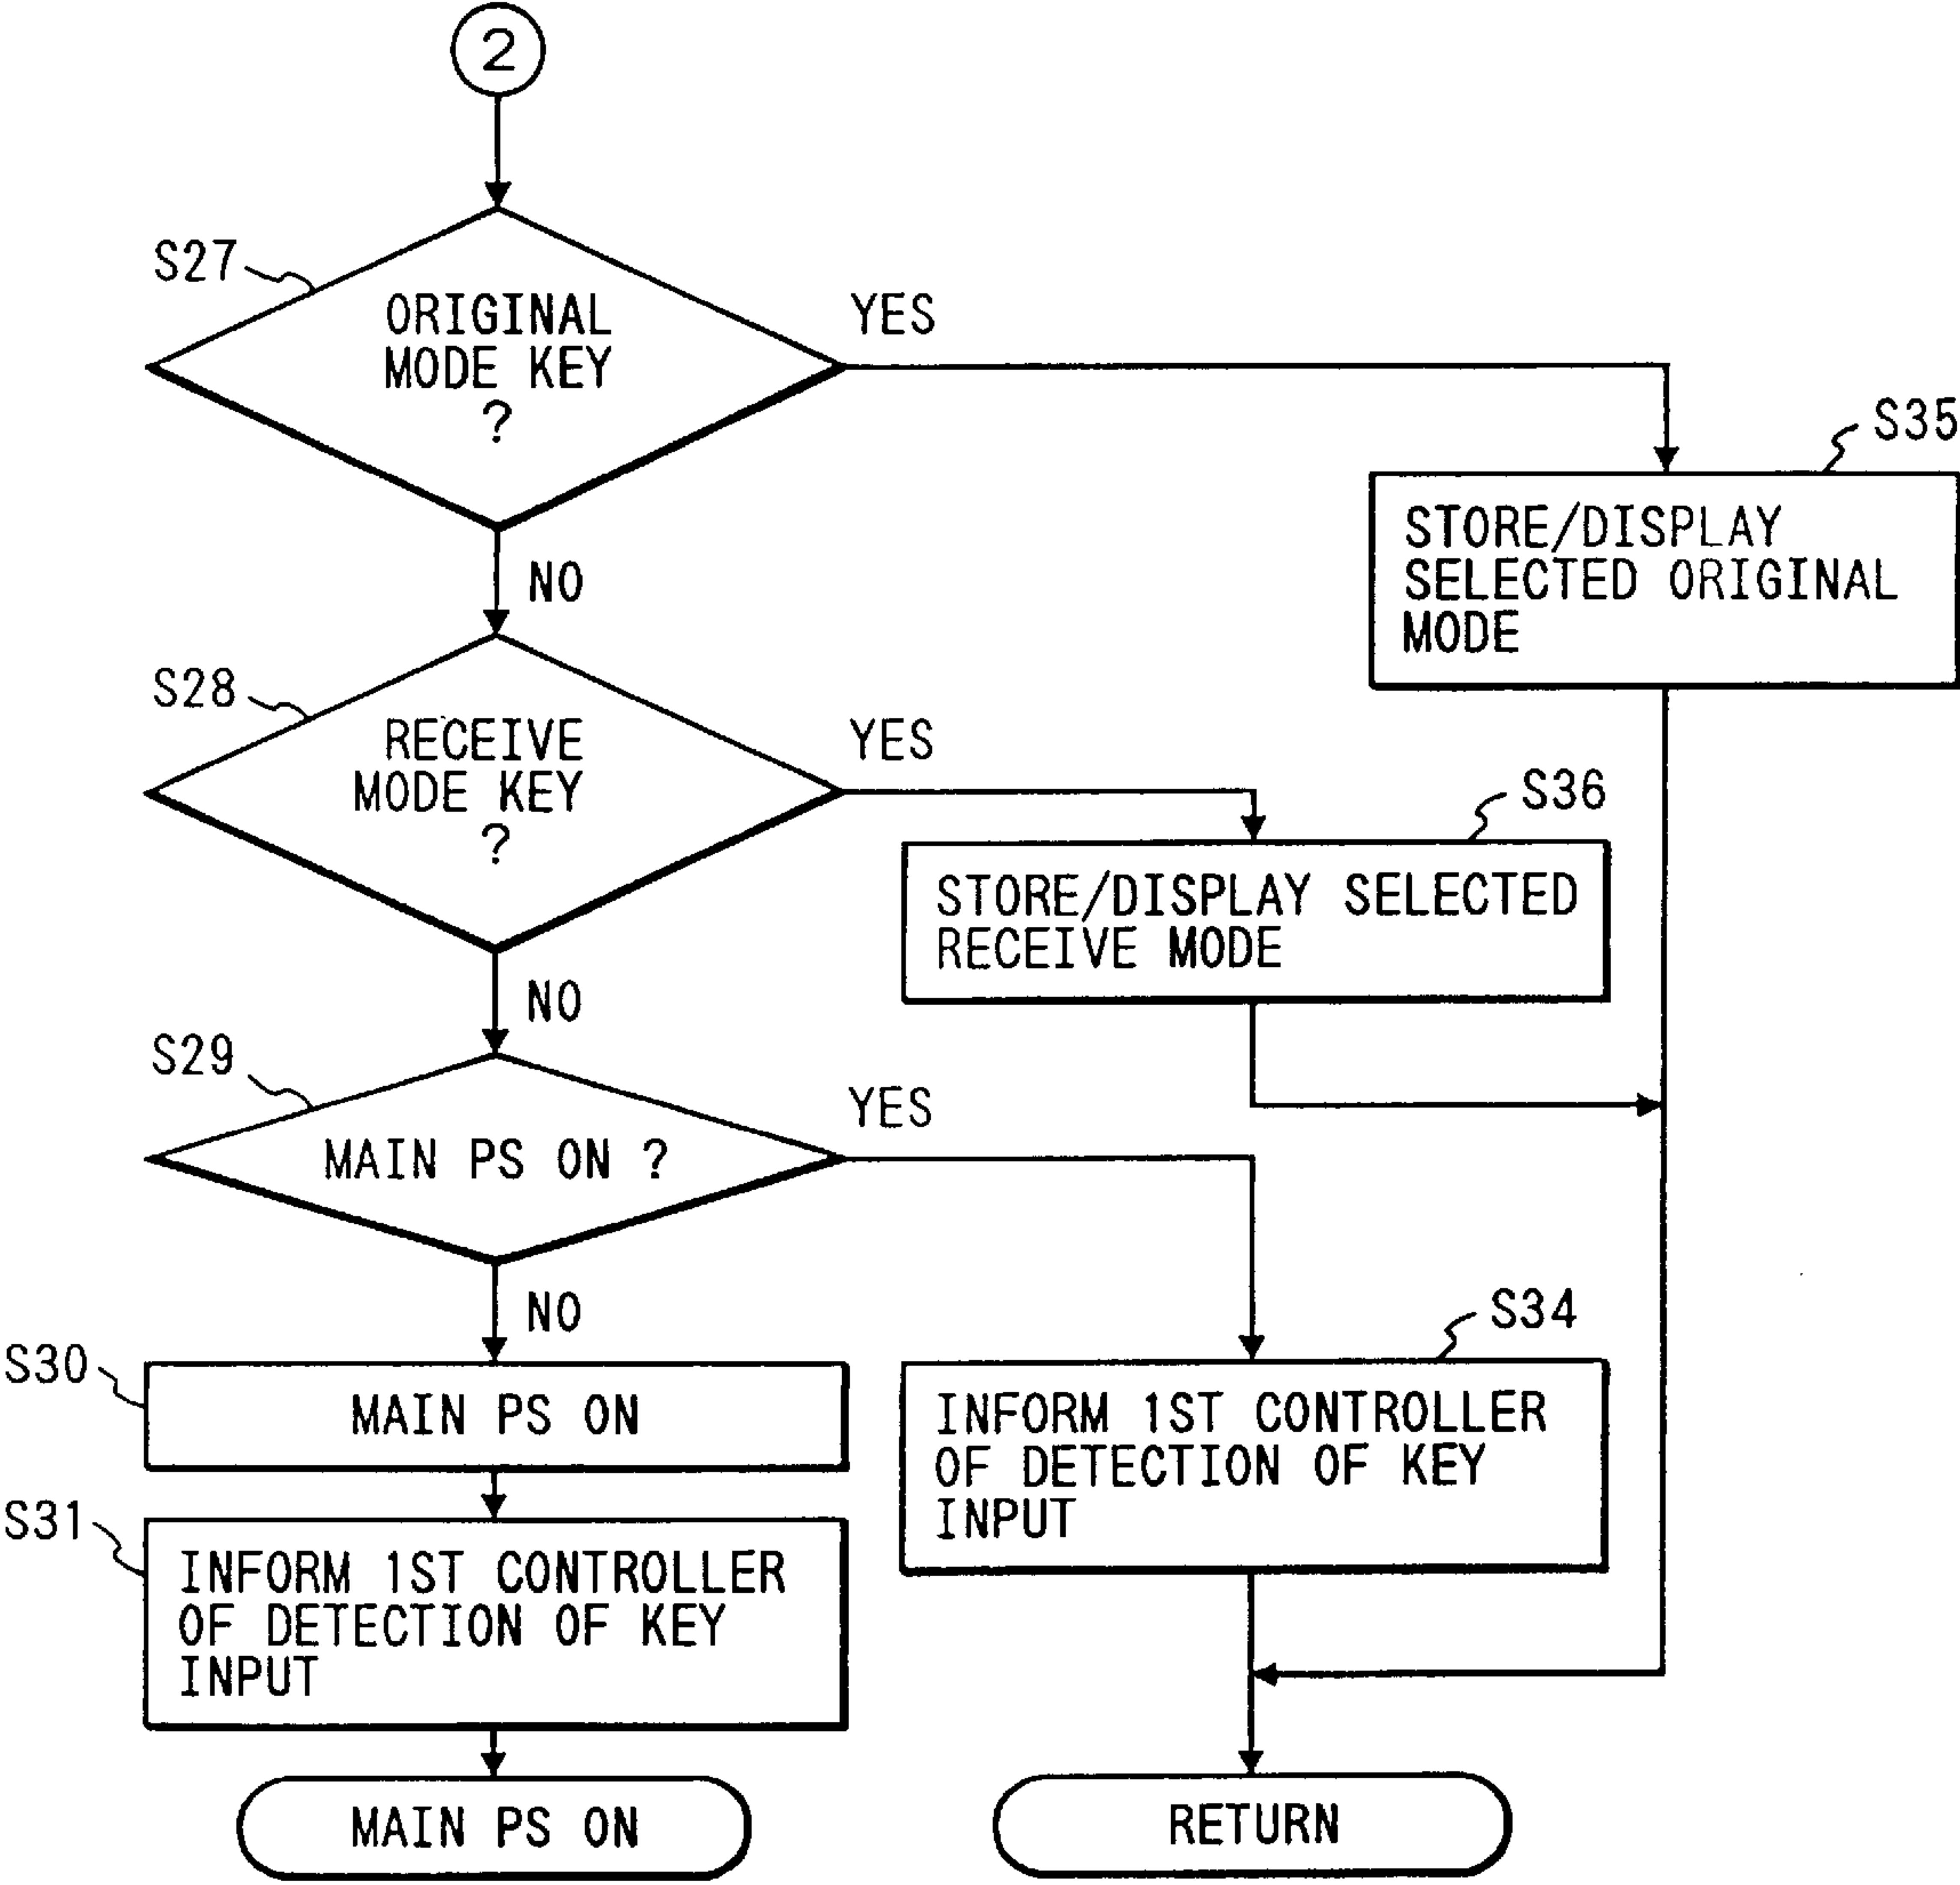 2
S27
ORIGINAL
MODE KEY
?
YES
S35
STORE/DISPLAY
SELECTED ORIGINAL
MODE
NO
S28
RECEIVE
MODE KEY
?
YES
S36
STORE/DISPLAY SELECTED
RECEIVE MODE
NO
S29
MAIN PS ON ?
YES
NO
S34
INFORM 1ST CONTROLLER
OF DETECTION OF KEY
INPUT
S30
MAIN PS ON
S31
INFORM 1ST CONTROLLER
OF DETECTION OF KEY
INPUT
MAIN PS ON
RETURN